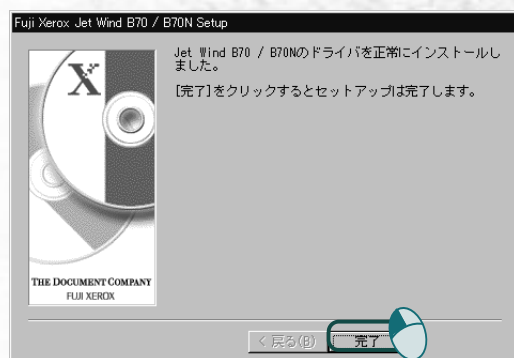 Fuji Xerox Jet Wind B70 / B70N Setup
Jet Wind B70 / B70Nのドライバを正常にインストールし
ました。
[完了]をクリックするとセットアップは完了します。
X
THE DOCUMENT COMPANY
FUJI XEROX
< 戻る(B)
完了